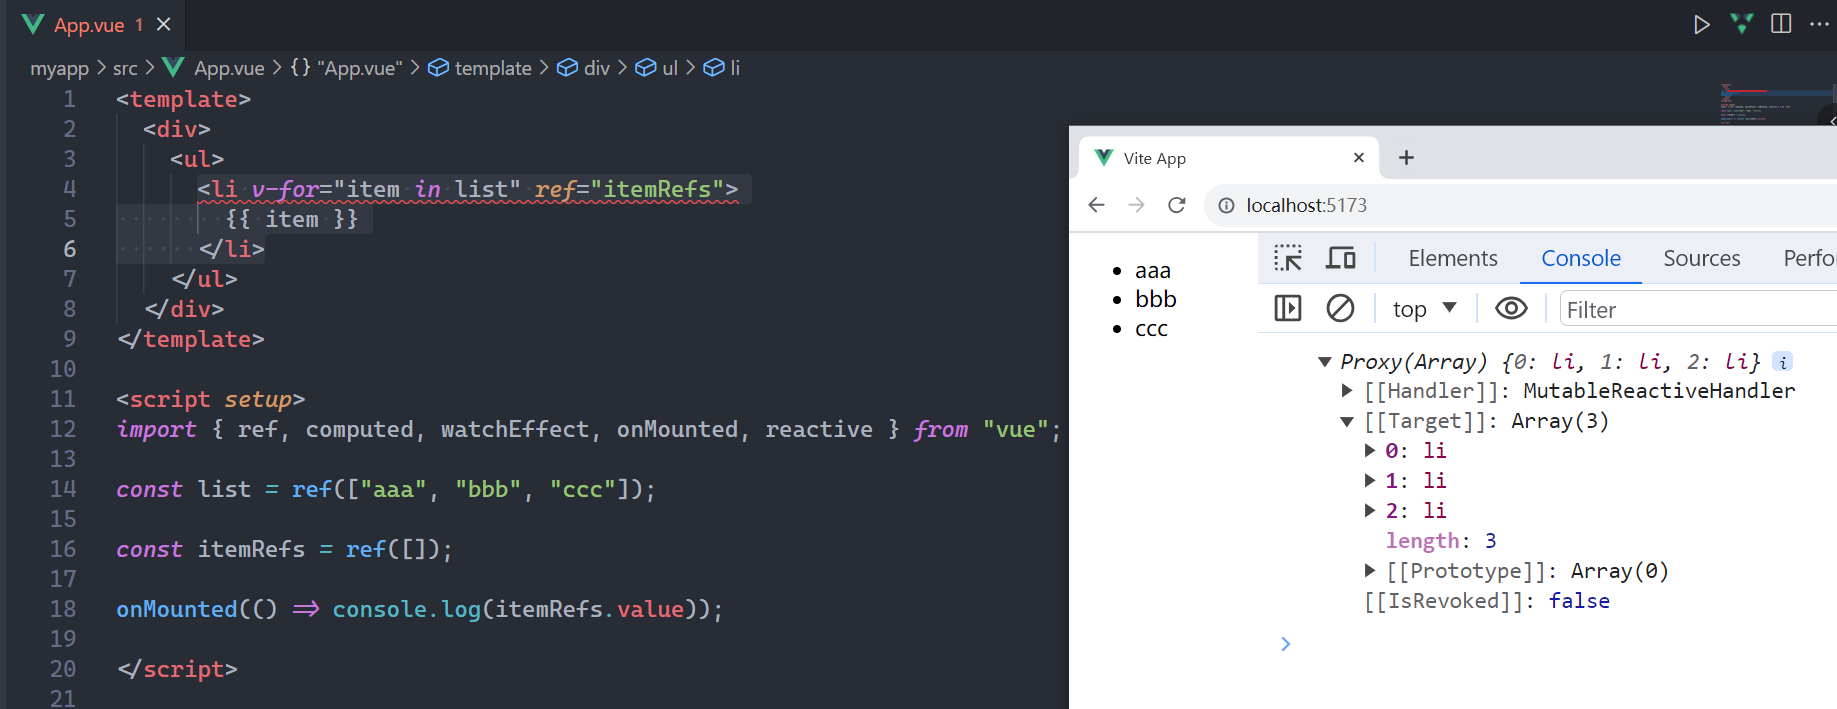 App.vue 1
myapp > src > App.vue > {} "App.vue" > template > div > ul > li
1 <template>
2 <div>
3 <ul>
4 <li v-for="item in list" ref="itemRefs">
5 {{ item }}
6 </li>
7 </ul>
8 </div>
9 </template>
10
11 <script setup>
12 import { ref, computed, watchEffect, onMounted, reactive } from "vue";
13
14 const list = ref(["aaa", "bbb", "ccc"]);
15
16 const itemRefs = ref([]);
17
18 onMounted(() => console.log(itemRefs.value));
19
20 </script>
21
Vite App
localhost:5173
aaa
bbb
ccc
Elements Console Sources Perfo
top Filter
Proxy(Array) {0: li, 1: li, 2: li} i
[[Handler]]: MutableReactiveHandler
[[Target]]: Array(3)
0: li
1: li
2: li
length: 3
[[Prototype]]: Array(0)
[[IsRevoked]]: false